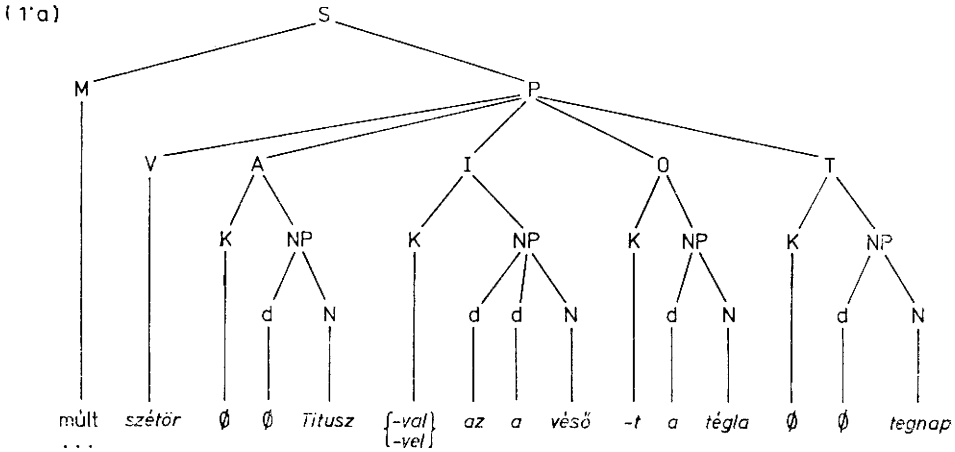 (1'a) S
M P
V A I O T
K NP K NP K NP K NP
d N d d N d N d N
múlt szétör Ø Ø Titusz {-val} az a véső -t a tégla Ø Ø tegnap
... {-vel}